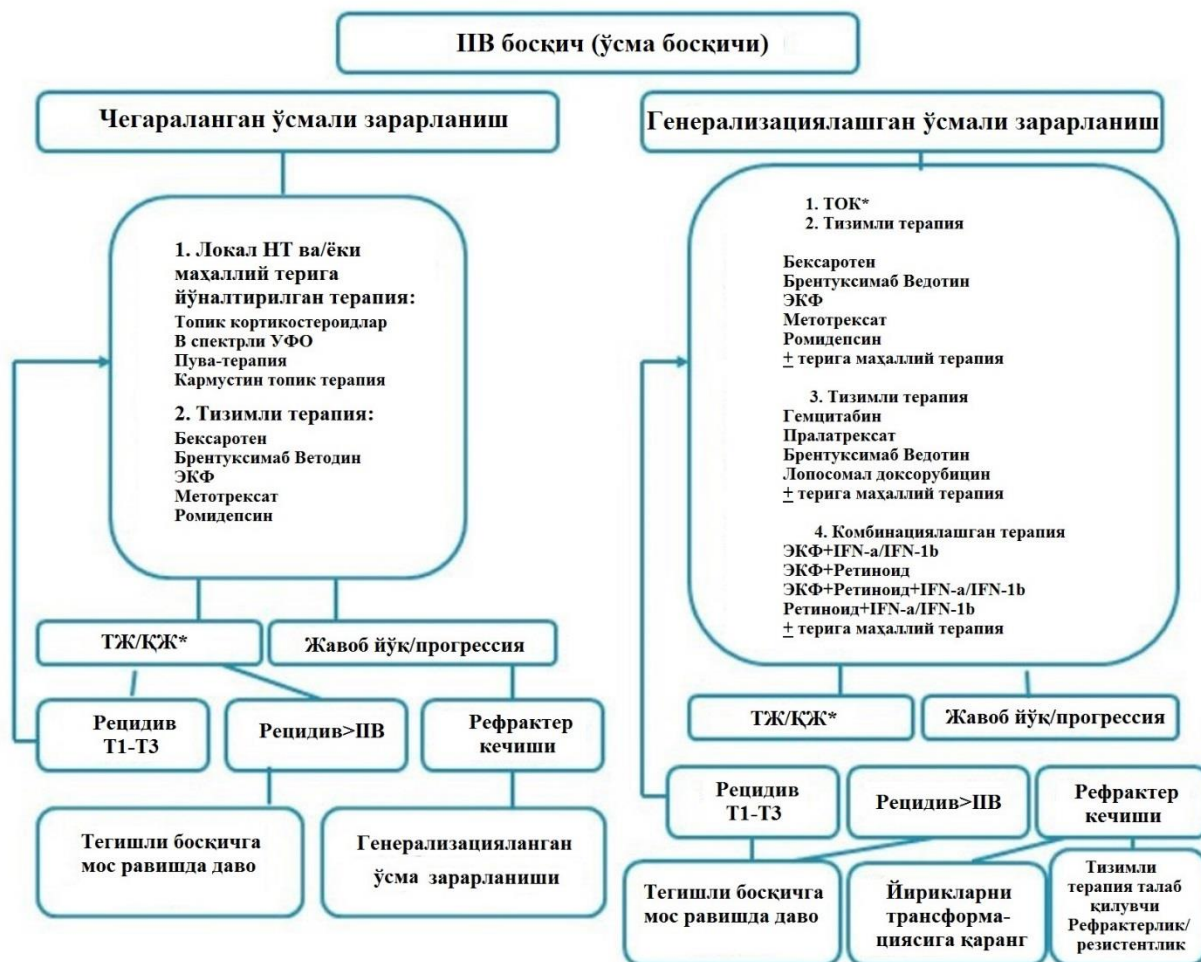 IIВ босқич (ўсма босқичи)
Чегараланган ўсмали зарарланиш
1. Локал НТ ва/ёки
маҳаллий терига
йўналтирилган терапия:
Топик кортикостероидлар
В спектрли УФО
Пува-терапия
Кармустин топик терапия
2. Тизимли терапия:
Бексаротен
Брентуксимаб Ветодин
ЭКФ
Метотрексат
Ромидепсин
ТЖ/ҚЖ*
Жавоб йўқ/прогрессия
Рецидив
Т1-Т3
Рецидив>IIВ
Рефрактер
кечиши
Тегишли босқичга
мос равишда даво
Генерализацияланган
ўсма зарарланиши
Генерализациялашган ўсмали зарарланиш
1. ТОК*
2. Тизимли терапия
Бексаротен
Брентуксимаб Ведотин
ЭКФ
Метотрексат
Ромидепсин
± терига маҳаллий терапия
3. Тизимли терапия
Гемцитабин
Пралатрексат
Брентуксимаб Ведотин
Лопосомал доксорубицин
± терига маҳаллий терапия
4. Комбинациялашган терапия
ЭКФ+IFN-a/IFN-1b
ЭКФ+Ретиноид
ЭКФ+Ретиноид+IFN-a/IFN-1b
Ретиноид+IFN-a/IFN-1b
± терига маҳаллий терапия
ТЖ/ҚЖ*
Жавоб йўқ/прогрессия
Рецидив
Т1-Т3
Рецидив>IIВ
Рефрактер
кечиши
Тегишли босқичга
мос равишда даво
Йирикларни
трансформа-
циясига қаранг
Тизимли
терапия талаб
қилувчи
Рефрактерлик/
резистентлик